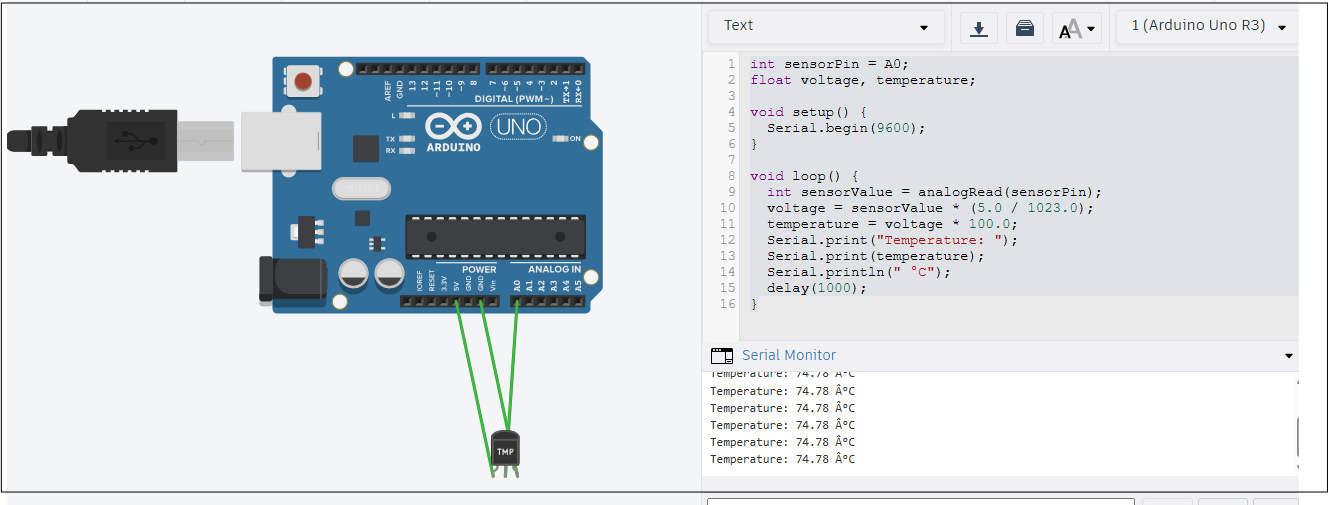 Text
1 (Arduino Uno R3)
AREF
GND
13
12
~11
~10
~9
8
7
~6
~5
4
~3
2
TX→1
RX←0
DIGITAL (PWM~)
L
TX
RX
ARDUINO
UNO
ON
POWER
ANALOG IN
IOREF
RESET
3.3V
5V
GND
GND
Vin
A0
A1
A2
A3
A4
A5
TMP
1 int sensorPin = A0;
2 float voltage, temperature;
3
4 void setup() {
5   Serial.begin(9600);
6 }
7
8 void loop() {
9   int sensorValue = analogRead(sensorPin);
10   voltage = sensorValue * (5.0 / 1023.0);
11   temperature = voltage * 100.0;
12   Serial.print("Temperature: ");
13   Serial.print(temperature);
14   Serial.println(" °C");
15   delay(1000);
16 }
Serial Monitor
Temperature: 74.78 Â°C
Temperature: 74.78 Â°C
Temperature: 74.78 Â°C
Temperature: 74.78 Â°C
Temperature: 74.78 Â°C
Temperature: 74.78 Â°C